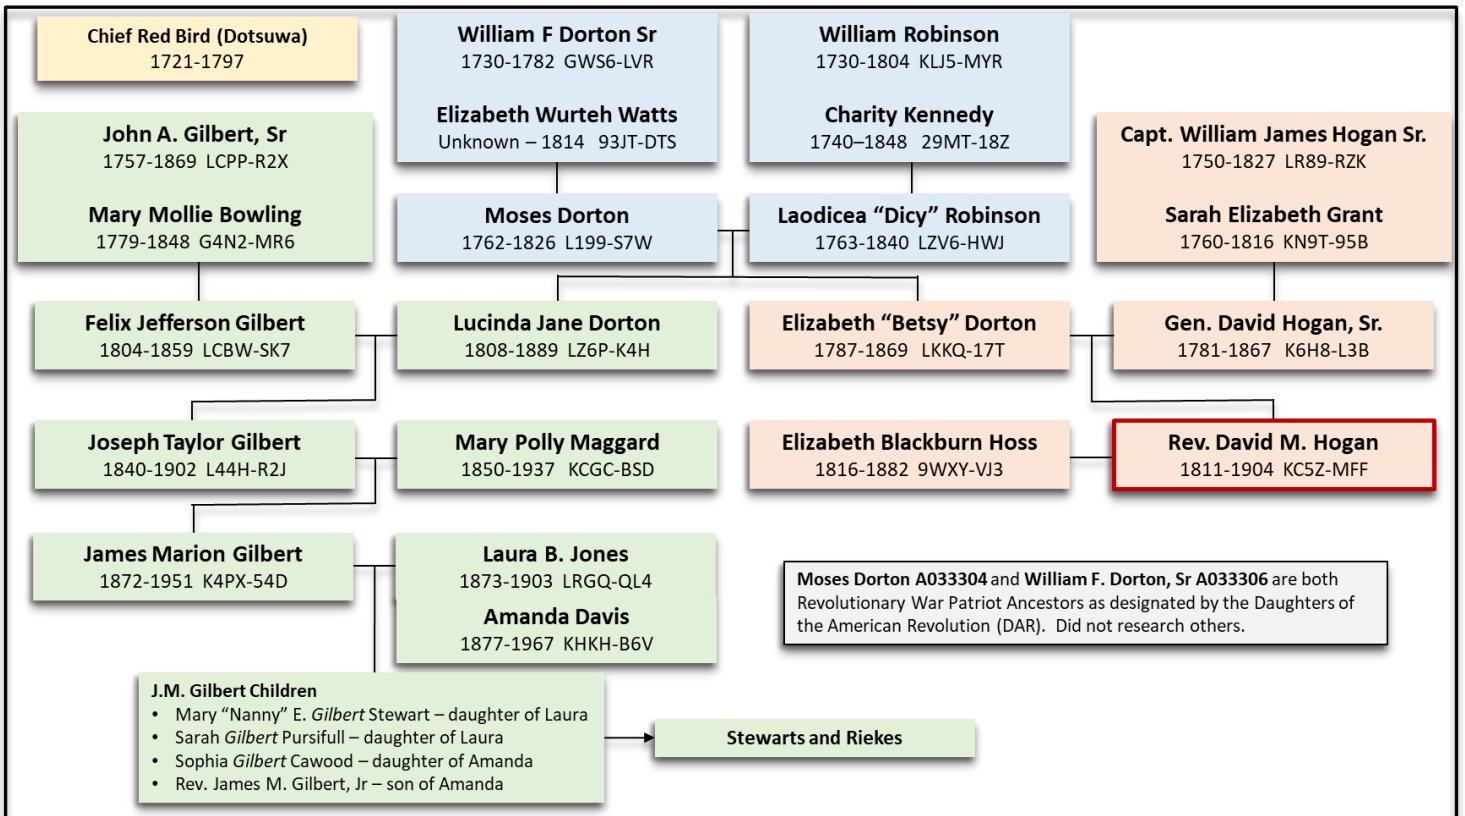 Chief Red Bird (Dotsuwa)
1721-1797
William F Dorton Sr
1730-1782 GWS6-LVR
Elizabeth Wurteh Watts
Unknown – 1814 93JT-DTS
William Robinson
1730-1804 KLJ5-MYR
Charity Kennedy
1740–1848 29MT-18Z
John A. Gilbert, Sr
1757-1869 LCPP-R2X
Mary Mollie Bowling
1779-1848 G4N2-MR6
Capt. William James Hogan Sr.
1750-1827 LR89-RZK
Sarah Elizabeth Grant
1760-1816 KN9T-95B
Moses Dorton
1762-1826 L199-S7W
Laodicea “Dicy” Robinson
1763-1840 LZV6-HWJ
Felix Jefferson Gilbert
1804-1859 LCBW-SK7
Lucinda Jane Dorton
1808-1889 LZ6P-K4H
Elizabeth “Betsy” Dorton
1787-1869 LKKQ-17T
Gen. David Hogan, Sr.
1781-1867 K6H8-L3B
Joseph Taylor Gilbert
1840-1902 L44H-R2J
Mary Polly Maggard
1850-1937 KCGC-BSD
Elizabeth Blackburn Hoss
1816-1882 9WXY-VJ3
Rev. David M. Hogan
1811-1904 KC5Z-MFF
James Marion Gilbert
1872-1951 K4PX-54D
Laura B. Jones
1873-1903 LRGQ-QL4
Amanda Davis
1877-1967 KHKH-B6V
Moses Dorton A033304 and William F. Dorton, Sr A033306 are both
Revolutionary War Patriot Ancestors as designated by the Daughters of
the American Revolution (DAR). Did not research others.
J.M. Gilbert Children
• Mary “Nanny” E. Gilbert Stewart – daughter of Laura
• Sarah Gilbert Pursifull – daughter of Laura
• Sophia Gilbert Cawood – daughter of Amanda
• Rev. James M. Gilbert, Jr – son of Amanda
Stewarts and Riekes